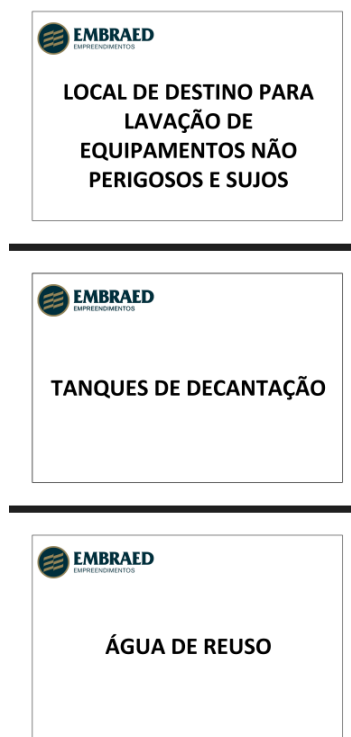 EMBRAED
EMPREENDIMENTOS
LOCAL DE DESTINO PARA
LAVAÇÃO DE
EQUIPAMENTOS NÃO
PERIGOSOS E SUJOS
EMBRAED
EMPREENDIMENTOS
TANQUES DE DECANTAÇÃO
EMBRAED
EMPREENDIMENTOS
ÁGUA DE REUSO